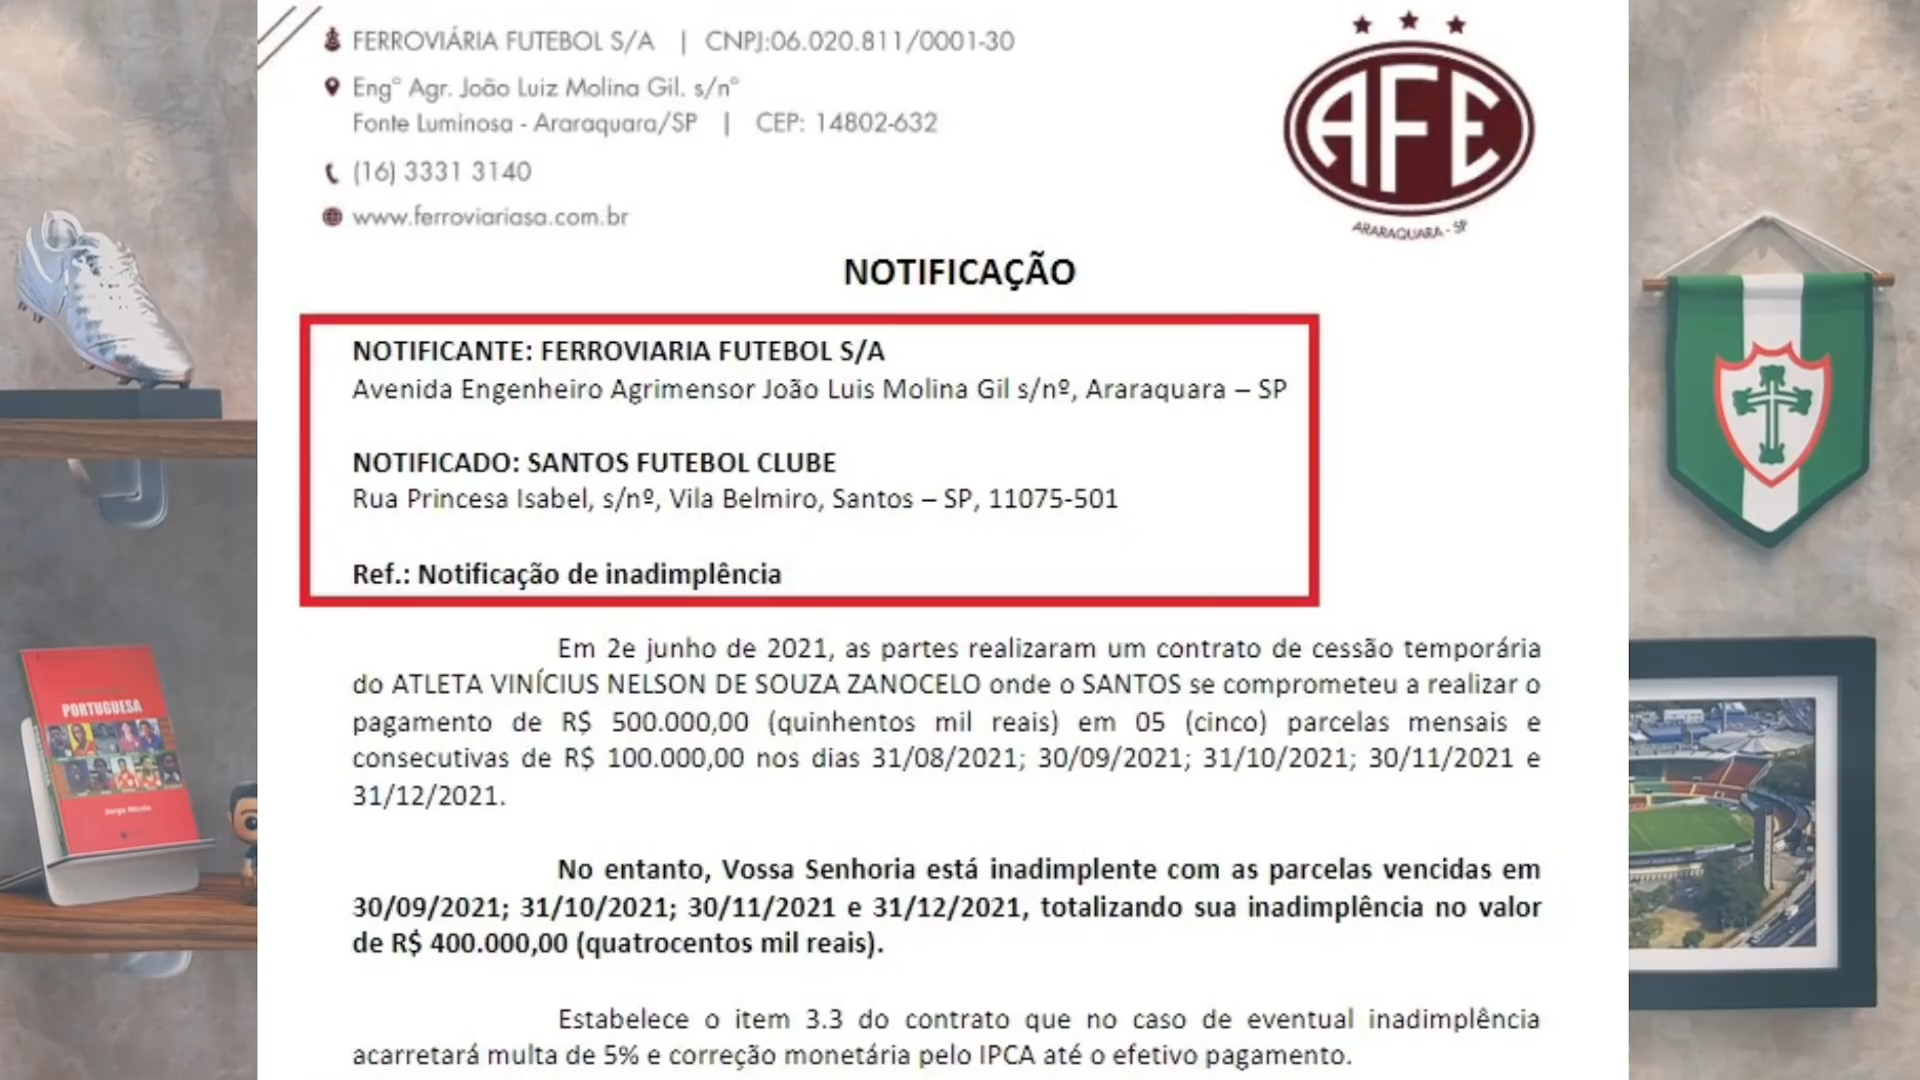 FERROVIÁRIA FUTEBOL S/A | CNPJ:06.020.811/0001-30
Engº Agr. João Luiz Molina Gil. s/nº
Fonte Luminosa - Araraquara/SP | CEP: 14802-632
(16) 3331 3140
www.ferroviariasa.com.br
AFE
ARARAQUARA - SP
NOTIFICAÇÃO
NOTIFICANTE: FERROVIARIA FUTEBOL S/A
Avenida Engenheiro Agrimensor João Luis Molina Gil s/nº, Araraquara – SP
NOTIFICADO: SANTOS FUTEBOL CLUBE
Rua Princesa Isabel, s/nº, Vila Belmiro, Santos – SP, 11075-501
Ref.: Notificação de inadimplência
Em 2e junho de 2021, as partes realizaram um contrato de cessão temporária
do ATLETA VINÍCIUS NELSON DE SOUZA ZANOCELO onde o SANTOS se comprometeu a realizar o
pagamento de R$ 500.000,00 (quinhentos mil reais) em 05 (cinco) parcelas mensais e
consecutivas de R$ 100.000,00 nos dias 31/08/2021; 30/09/2021; 31/10/2021; 30/11/2021 e
31/12/2021.
No entanto, Vossa Senhoria está inadimplente com as parcelas vencidas em
30/09/2021; 31/10/2021; 30/11/2021 e 31/12/2021, totalizando sua inadimplência no valor
de R$ 400.000,00 (quatrocentos mil reais).
Estabelece o item 3.3 do contrato que no caso de eventual inadimplência
acarretará multa de 5% e correção monetária pelo IPCA até o efetivo pagamento.
PORTUGUESA